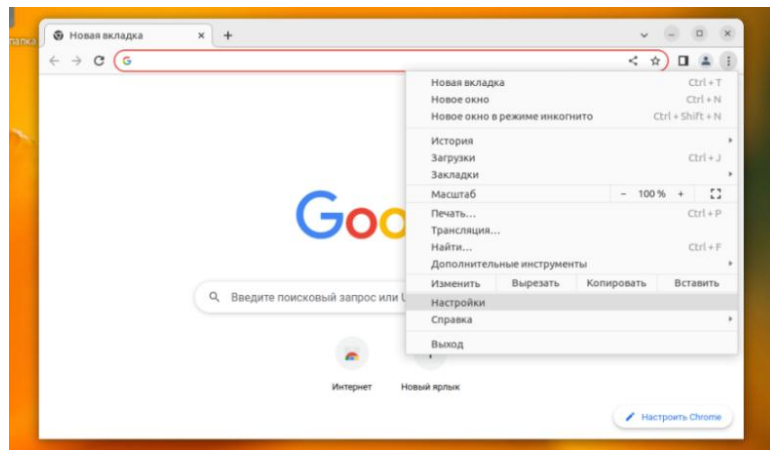 папка
Новая вкладка
Новая вкладка Ctrl + T
Новое окно Ctrl + N
Новое окно в режиме инкогнито Ctrl + Shift + N
История
Загрузки Ctrl + J
Закладки
Масштаб - 100 % +
Печать... Ctrl + P
Трансляция...
Найти... Ctrl + F
Дополнительные инструменты
Изменить Вырезать Копировать Вставить
Настройки
Справка
Выход
Goo
Введите поисковый запрос или U
Интернет Новый ярлык
Настроить Chrome